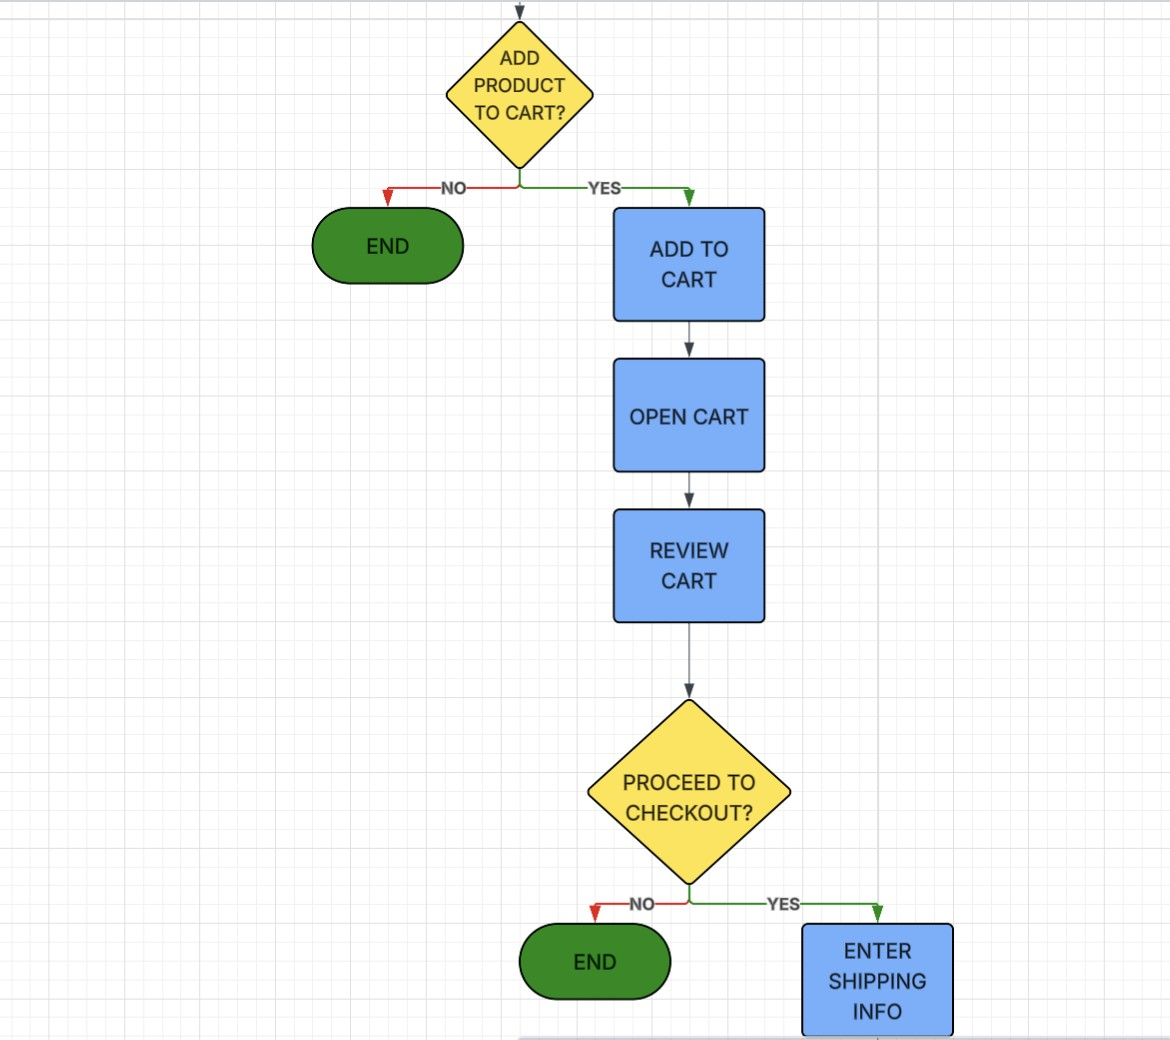 ADD
PRODUCT
TO CART?
NO
YES
END
ADD TO
CART
OPEN CART
REVIEW
CART
PROCEED TO
CHECKOUT?
NO
YES
END
ENTER
SHIPPING
INFO